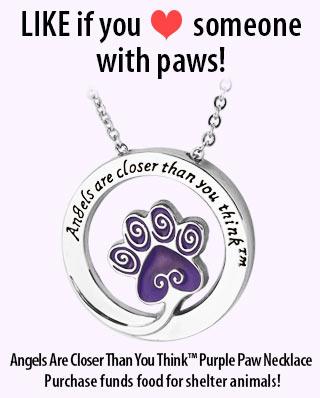 LIKE if you ❤ someone
with paws!
Angels are closer than you think™
Angels Are Closer Than You Think™ Purple Paw Necklace
Purchase funds food for shelter animals!